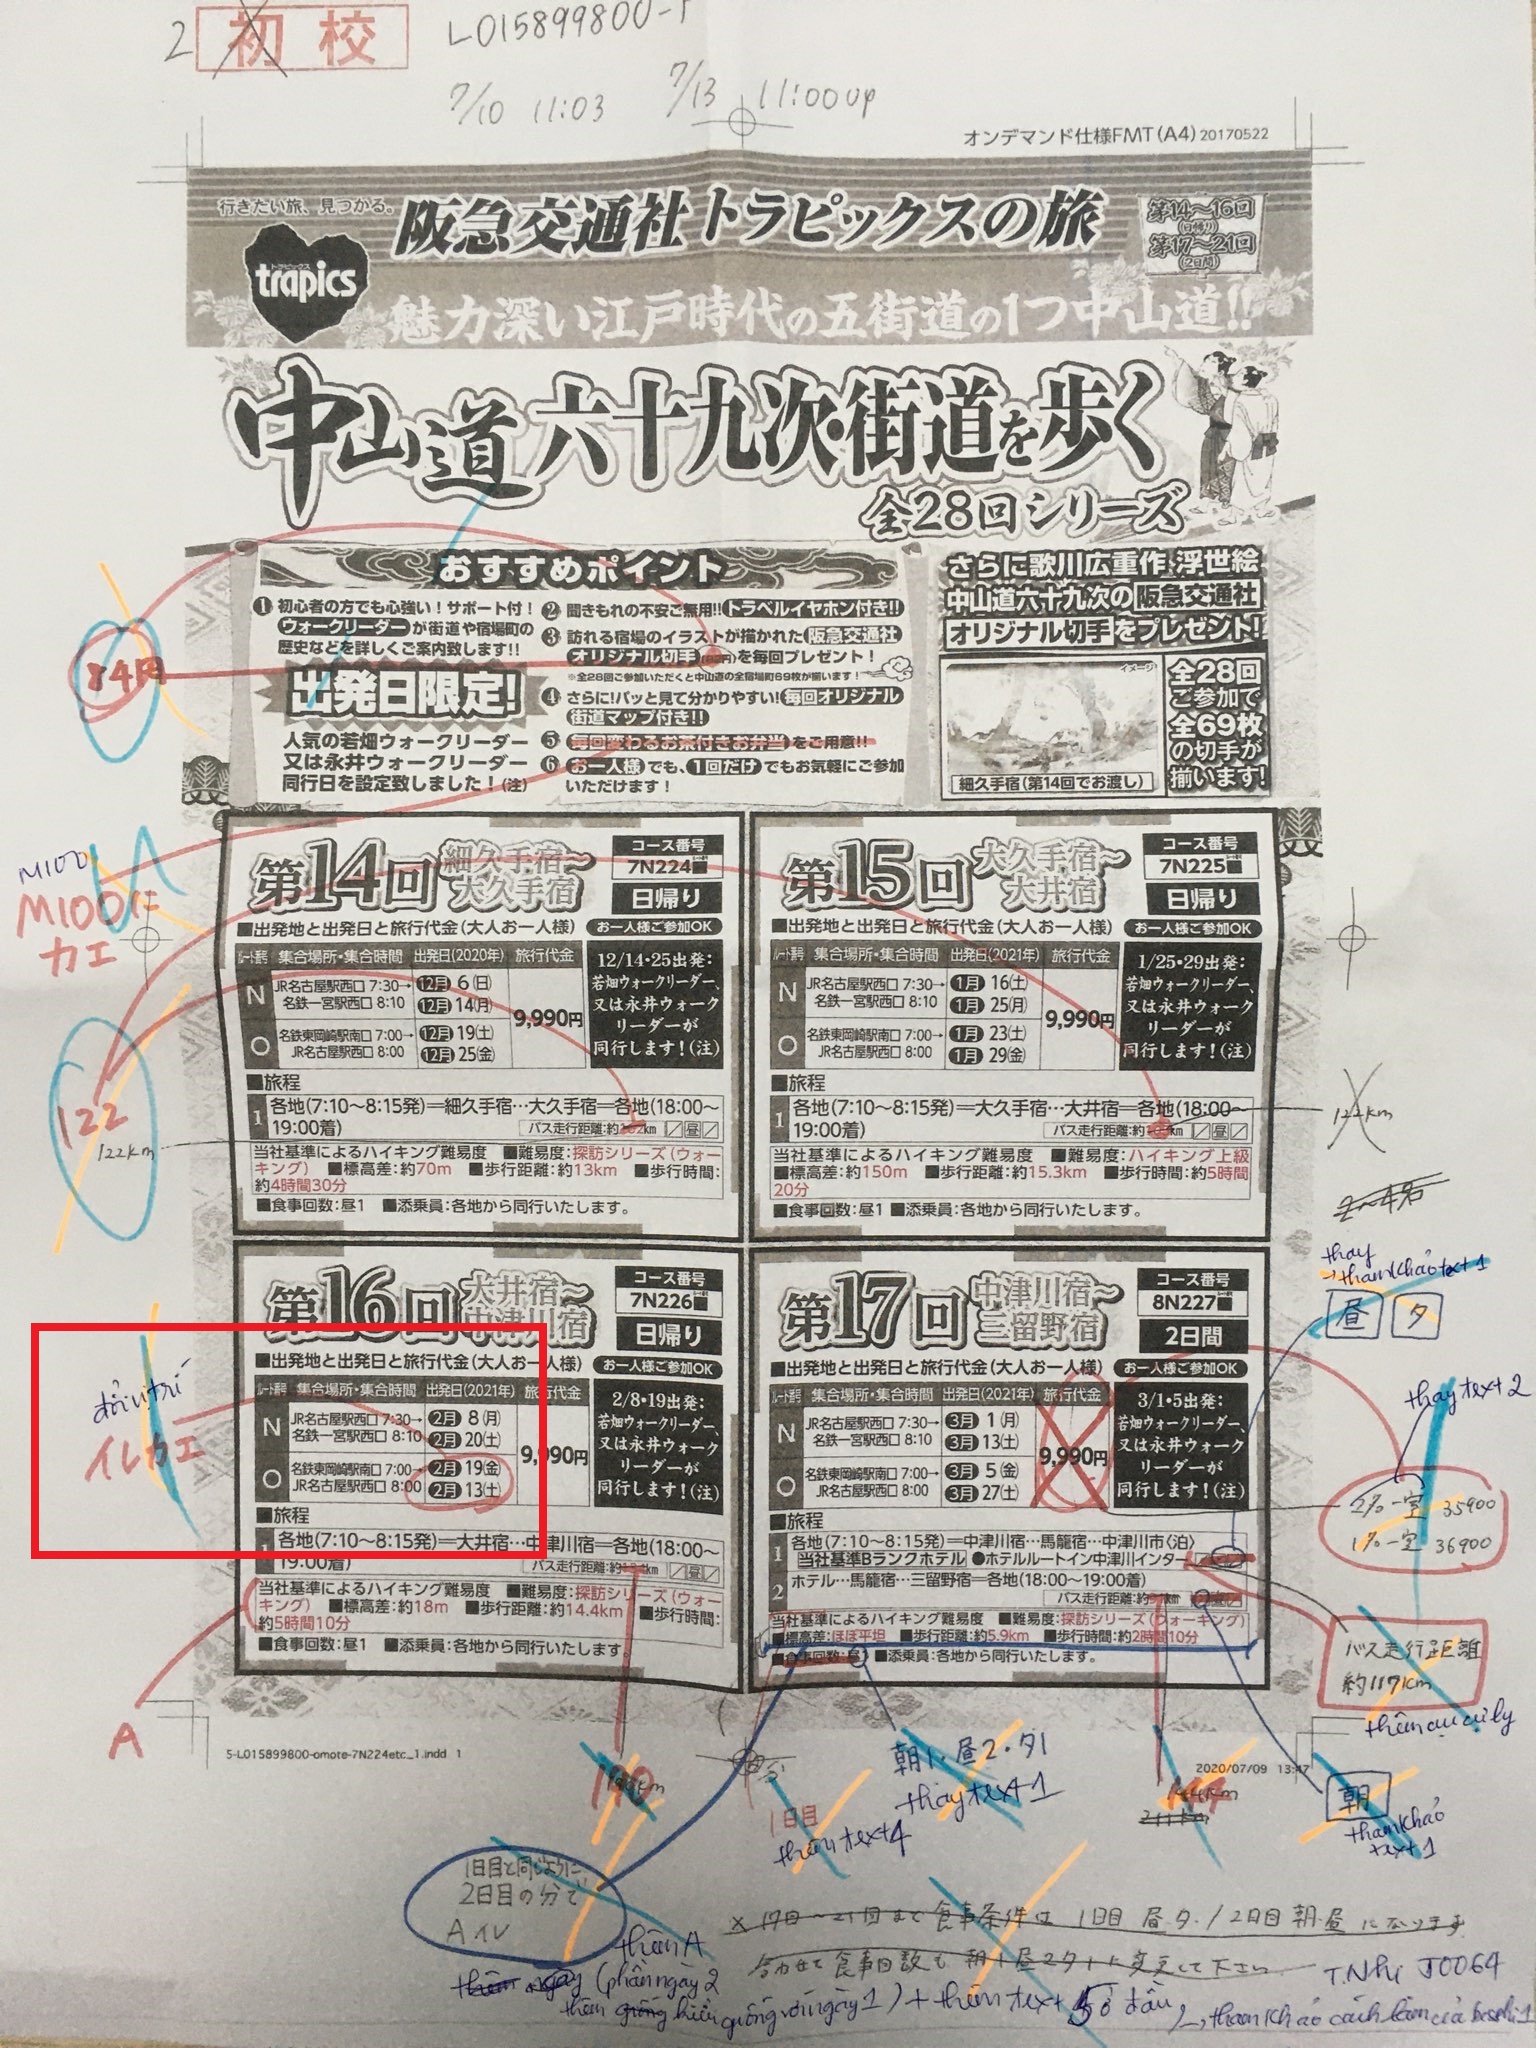 2 初校
L015899800-1
7/10 11:03 7/13 11:00up
オンデマンド仕様FMT(A4) 20170522
行きたい旅、見つかる。
阪急交通社トラピックスの旅
第14〜16回
(日帰り)
第17〜21回
(2日間)
トラピックス
trapics
魅力深い江戸時代の五街道の1つ中山道!!
中山道六十九次・街道を歩く
全28回シリーズ
おすすめポイント
① 初心者の方でも心強い!サポート付!
ウォークリーダーが街道や宿場町の
歴史などを詳しくご案内致します!!
出発日限定!
人気の若畑ウォークリーダー
又は永井ウォークリーダー
同行日を設定致しました!(注)
② 聞きもれの不安ご無用!!トラベルイヤホン付き!!
③ 訪れる宿場のイラストが描かれた阪急交通社
オリジナル切手を毎回プレゼント!
※全28回ご参加いただくと中山道の全宿場町69枚が揃います!
④ さらに!パッと見て分かりやすい!毎回オリジナル
街道マップ付き!!
⑤ 毎回変わるお茶付きお弁当をご用意!!
⑥ お一人様でも、1回だけでもお気軽にご参加
いただけます!
さらに歌川広重作 浮世絵
中山道六十九次の阪急交通社
オリジナル切手をプレゼント!
イメージ
細久手宿(第14回でお渡し)
全28回
ご参加で
全69枚
の切手が
揃います!
84円
M100
M100に
カエ
122
122km
第14回 細久手宿〜
大久手宿
コース番号
7N224
日帰り
■出発地と出発日と旅行代金(大人お一人様)
お一人様ご参加OK
集合場所・集合時間 出発日(2020年) 旅行代金
N JR名古屋駅西口 7:30→ 12月 6(日)
名鉄一宮駅西口 8:10 12月 14(月)
9,990円
O 名鉄東岡崎駅南口 7:00→ 12月 19(土)
JR名古屋駅西口 8:00 12月 25(金)
12/14・25出発:
若畑ウォークリーダー、
又は永井ウォーク
リーダーが
同行します!(注)
■旅程
1 各地(7:10〜8:15発)=細久手宿…大久手宿=各地(18:00〜
19:00着) バス走行距離:約 km 昼
当社基準によるハイキング難易度 ■難易度:探訪シリーズ(ウォー
キング) ■標高差:約70m ■歩行距離:約13km ■歩行時間:
約4時間30分
■食事回数:昼1 ■添乗員:各地から同行いたします。
第15回 大久手宿〜
大井宿
コース番号
7N225
日帰り
■出発地と出発日と旅行代金(大人お一人様)
お一人様ご参加OK
集合場所・集合時間 出発日(2021年) 旅行代金
N JR名古屋駅西口 7:30→ 1月 16(土)
名鉄一宮駅西口 8:10 1月 25(月)
9,990円
O 名鉄東岡崎駅南口 7:00→ 1月 23(土)
JR名古屋駅西口 8:00 1月 29(金)
1/25・29出発:
若畑ウォークリーダー、
又は永井ウォーク
リーダーが
同行します!(注)
■旅程
1 各地(7:10〜8:15発)=大久手宿…大井宿=各地(18:00〜
19:00着) バス走行距離:約 km 昼
当社基準によるハイキング難易度 ■難易度:ハイキング上級
■標高差:約150m ■歩行距離:約15.3km ■歩行時間:約5時間
20分
■食事回数:昼1 ■添乗員:各地から同行いたします。
122km
2〜4名
thay
→tham khảo text 1
昼 夕
đổi vị trí
イレカエ
第16回 大井宿〜
中津川宿
コース番号
7N226
日帰り
■出発地と出発日と旅行代金(大人お一人様)
お一人様ご参加OK
集合場所・集合時間 出発日(2021年) 旅行代金
N JR名古屋駅西口 7:30→ 2月 8(月)
名鉄一宮駅西口 8:10 2月 20(土)
9,990円
O 名鉄東岡崎駅南口 7:00→ 2月 19(金)
JR名古屋駅西口 8:00 2月 13(土)
2/8・19出発:
若畑ウォークリーダー、
又は永井ウォーク
リーダーが
同行します!(注)
■旅程
1 各地(7:10〜8:15発)=大井宿…中津川宿=各地(18:00〜
19:00着) バス走行距離:約 km 昼
当社基準によるハイキング難易度 ■難易度:探訪シリーズ(ウォー
キング) ■標高差:約18m ■歩行距離:約14.4km ■歩行時間:
約5時間10分
■食事回数:昼1 ■添乗員:各地から同行いたします。
A
第17回 中津川宿〜
三留野宿
コース番号
8N227
2日間
■出発地と出発日と旅行代金(大人お一人様)
お一人様ご参加OK
集合場所・集合時間 出発日(2021年) 旅行代金
N JR名古屋駅西口 7:30→ 3月 1(月)
名鉄一宮駅西口 8:10 3月 13(土)
9,990円
O 名鉄東岡崎駅南口 7:00→ 3月 5(金)
JR名古屋駅西口 8:00 3月 27(土)
3/1・5出発:
若畑ウォークリーダー、
又は永井ウォーク
リーダーが
同行します!(注)
■旅程
1 各地(7:10〜8:15発)=中津川宿…馬籠宿…中津川市〈泊〉
当社基準Bランクホテル ●ホテルルートイン中津川インター
2 ホテル…馬籠宿…三留野宿=各地(18:00〜19:00着)
バス走行距離:約
当社基準によるハイキング難易度 ■難易度:探訪シリーズ(ウォーキング)
■標高差:ほぼ平坦 ■歩行距離:約5.9km ■歩行時間:約2時間10分
■食事回数:昼1 ■添乗員:各地から同行いたします。
thay text 2
2名一室 35900
1名一室 36900
バス走行距離
約117km
thêm cụm cự ly
5-L015899800-omote-7N224etc_1.indd 1
2020/07/09 13:47
朝1・昼2・夕1
thay text 1
1日目
thêm text 4
朝
tham khảo
text 1
1日目と同じように
2日目の分で
Aイレ
thêm A
(phần ngày 2
thêm giống ngày 1) + thêm text 5 ở đầu
※17回〜21回まで食事条件は1日目 昼.夕./2日目 朝.昼 になります
合わせて食事回数も 朝1昼2夕1に変更して下さい
T.Nhi J0064